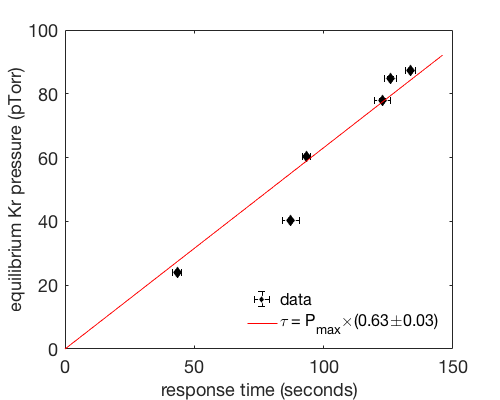 100
80
60
40
20
0
equilibrium Kr pressure (pTorr)
data
τ = P_max×(0.63±0.03)
0 50 100 150
response time (seconds)